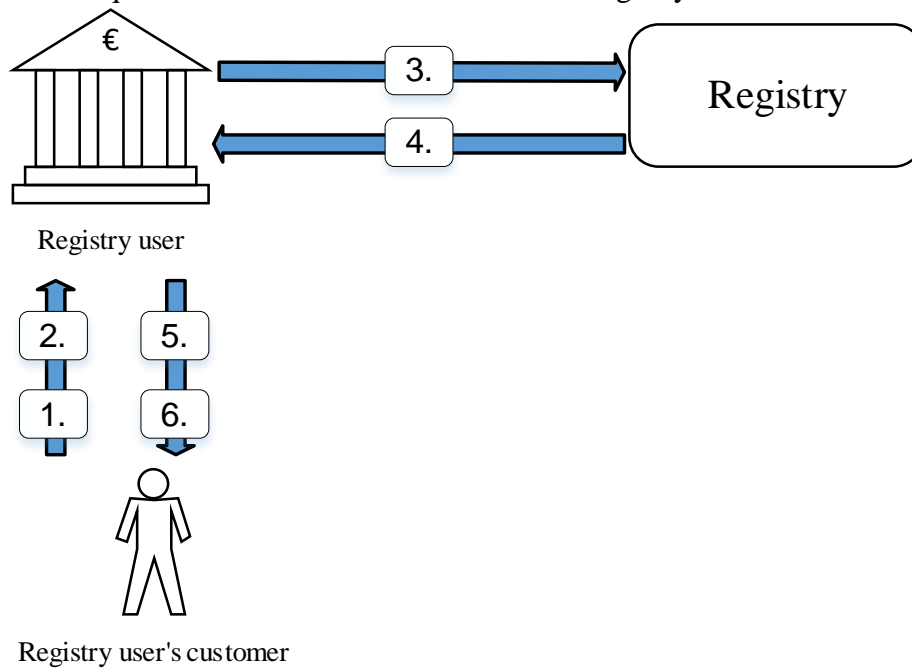 €
3.
Registry
4.
Registry user
2.
5.
1.
6.
Registry user's customer